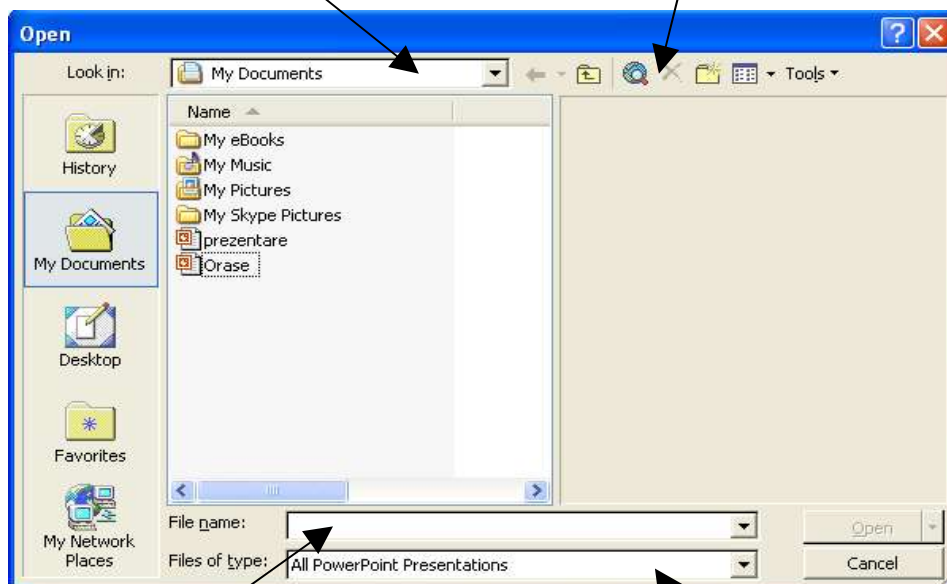 Open
Look in: My Documents Tools
Name
My eBooks
My Music
My Pictures
My Skype Pictures
prezentare
Orase
History
My Documents
Desktop
Favorites
My Network
Places
File name:
Open
Files of type: All PowerPoint Presentations
Cancel